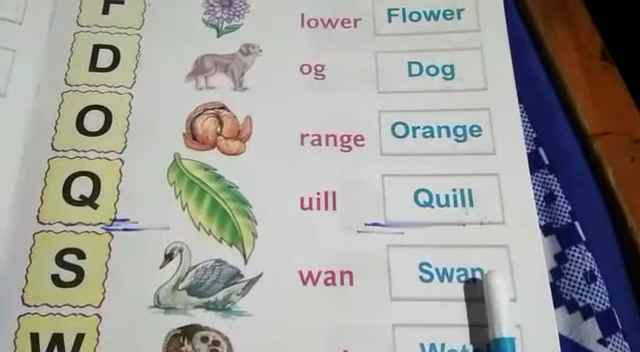 F lower Flower
D og Dog
O range Orange
Q uill Quill
S wan Swan
W